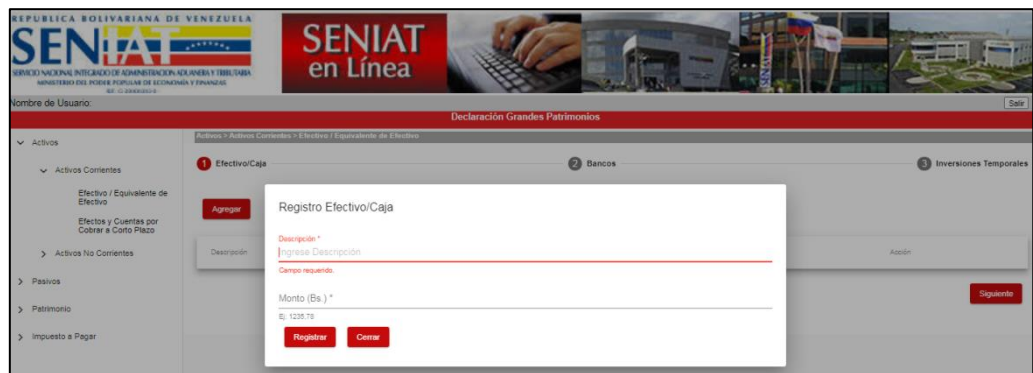 REPUBLICA BOLIVARIANA DE VENEZUELA
SENIAT
SERVICIO NACIONAL INTEGRADO DE ADMINISTRACION ADUANERA Y TRIBUTARIA
MINISTERIO DEL PODER POPULAR DE ECONOMÍA Y FINANZAS
SENIAT
en Línea
SENIAT
Nombre de Usuario:
Salir
Declaración Grandes Patrimonios
Activos > Activos Corrientes > Efectivo / Equivalente de Efectivo
Activos
Activos Corrientes
Efectivo / Equivalente de
Efectivo
Efectos y Cuentas por
Cobrar a Corto Plazo
Activos No Corrientes
Pasivos
Patrimonio
Impuesto a Pagar
1 Efectivo/Caja
2 Bancos
3 Inversiones Temporales
Agregar
Descripción
Acción
Siguiente
Registro Efectivo/Caja
Descripción *
Ingrese Descripción
Campo requerido.
Monto (Bs.) *
Ej: 1236,78
Registrar
Cerrar